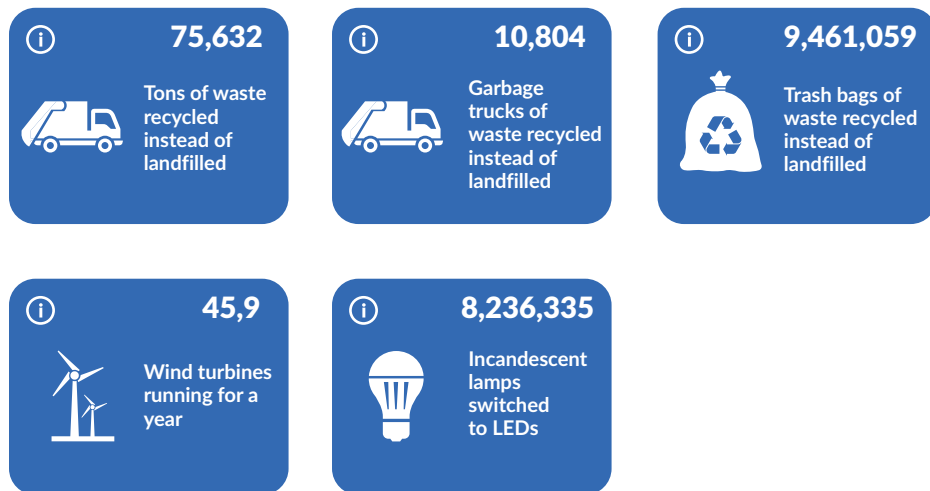 75,632
Tons of waste
recycled
instead of
landfilled
10,804
Garbage
trucks of
waste recycled
instead of
landfilled
9,461,059
Trash bags of
waste recycled
instead of
landfilled
45,9
Wind turbines
running for a
year
8,236,335
Incandescent
lamps
switched
to LEDs